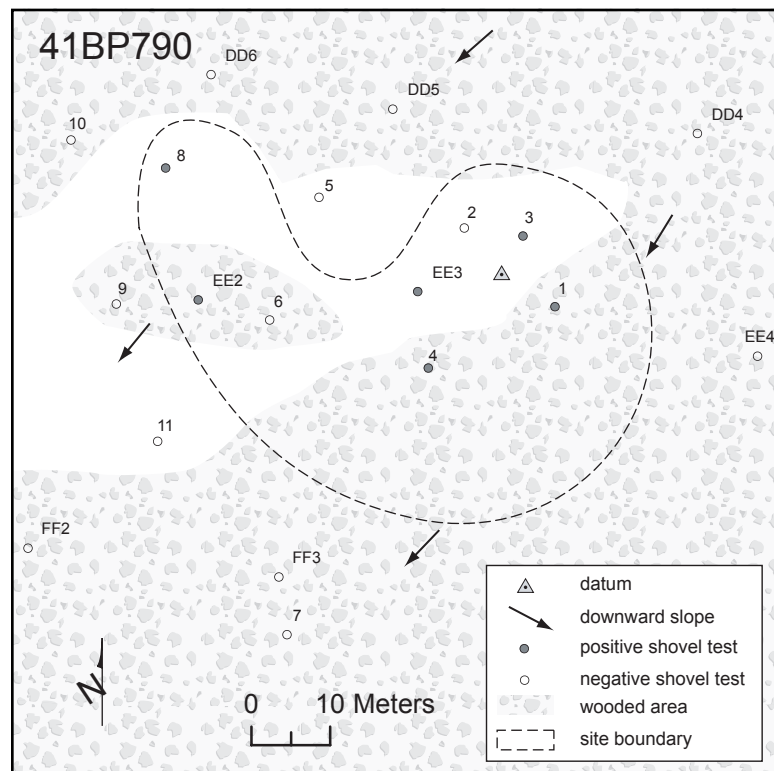 41BP790
DD6
DD5
DD4
10
8
5
2
3
EE3
1
EE2
9
6
EE4
4
11
FF2
FF3
7
N
0 10 Meters
datum
downward slope
positive shovel test
negative shovel test
wooded area
site boundary